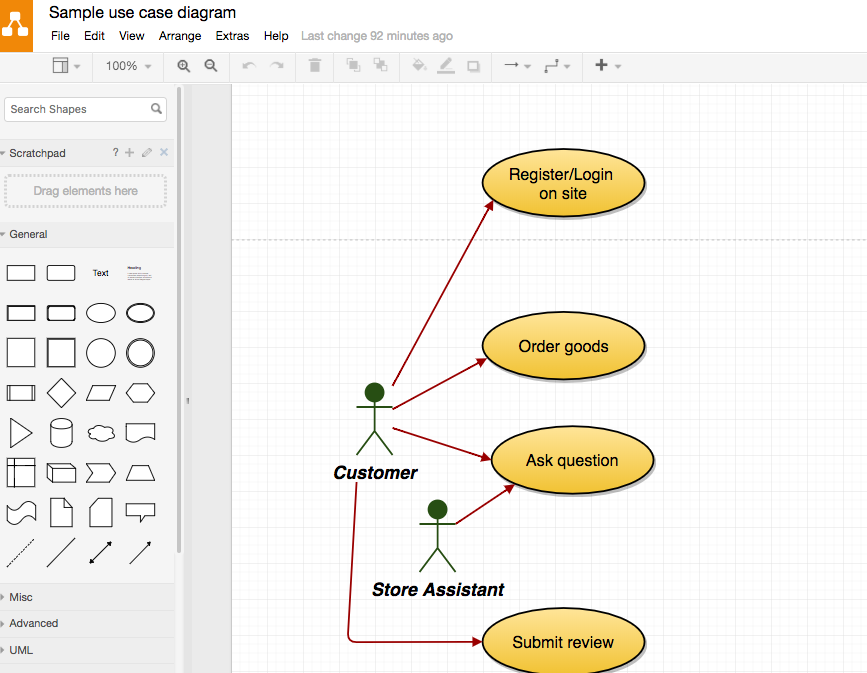 Sample use case diagram
File Edit View Arrange Extras Help Last change 92 minutes ago
100%
Search Shapes
Scratchpad ?
Drag elements here
General
Text
Heading
Misc
Advanced
UML
Register/Login
on site
Order goods
Ask question
Customer
Store Assistant
Submit review